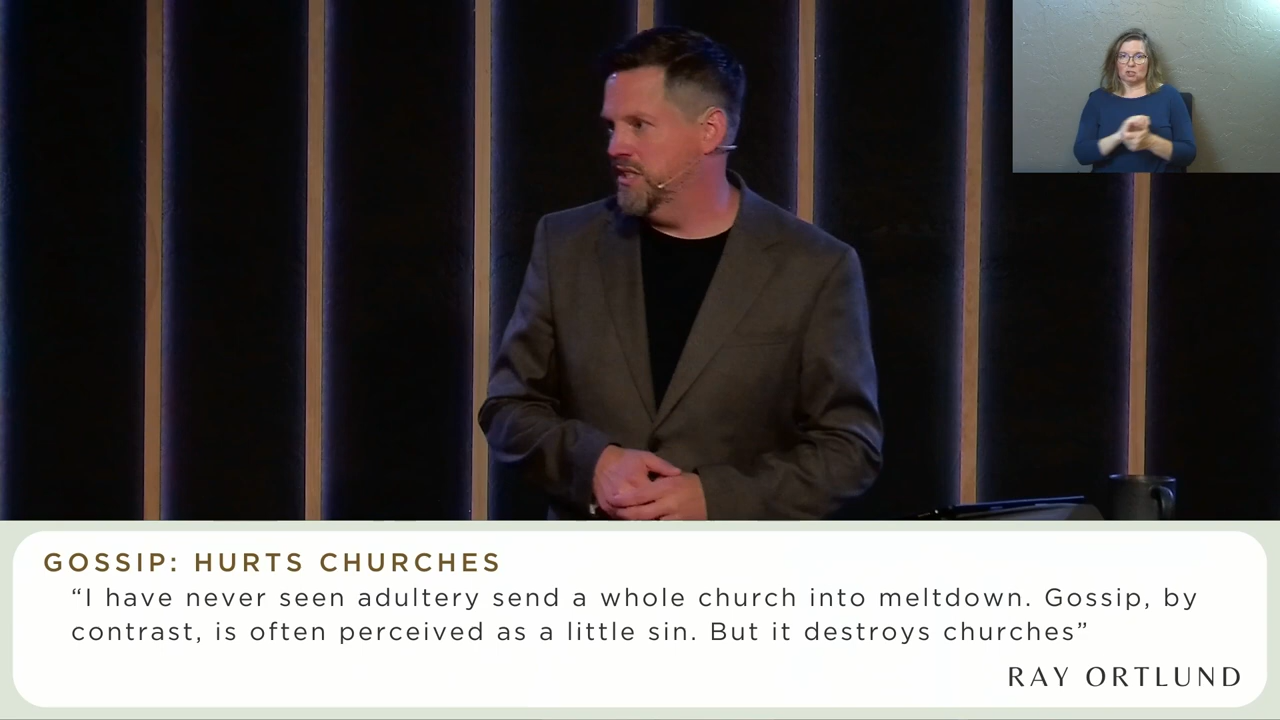 GOSSIP: HURTS CHURCHES
“I have never seen adultery send a whole church into meltdown. Gossip, by
contrast, is often perceived as a little sin. But it destroys churches”
RAY ORTLUND